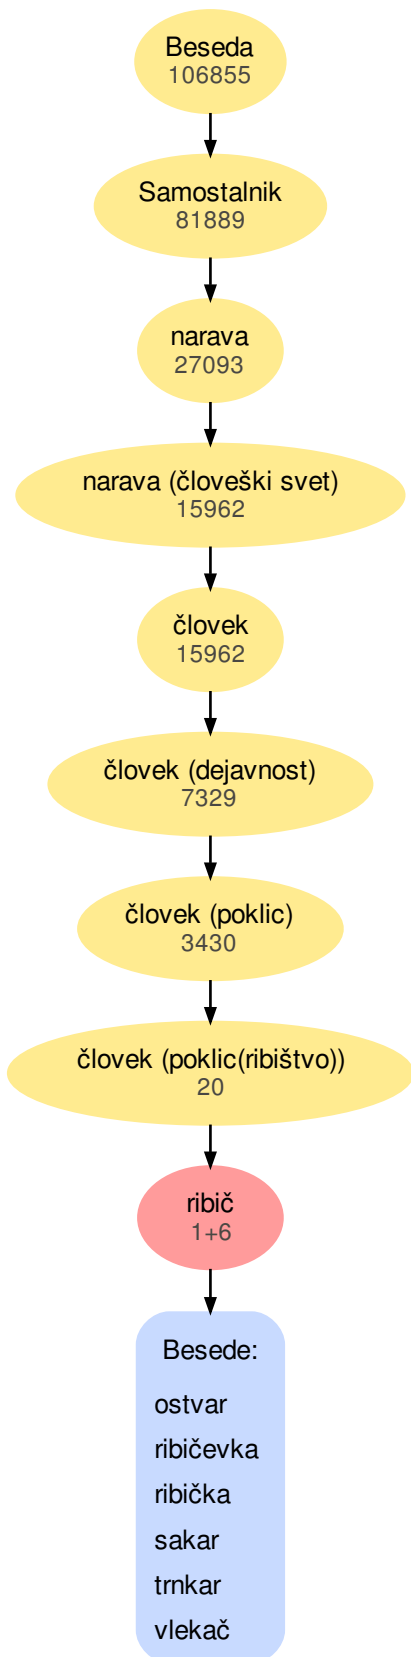 Beseda
106855
Samostalnik
81889
narava
27093
narava (človeški svet)
15962
človek
15962
človek (dejavnost)
7329
človek (poklic)
3430
človek (poklic(ribištvo))
20
ribič
1+6
Besede:
ostvar
ribičevka
ribička
sakar
trnkar
vlekač